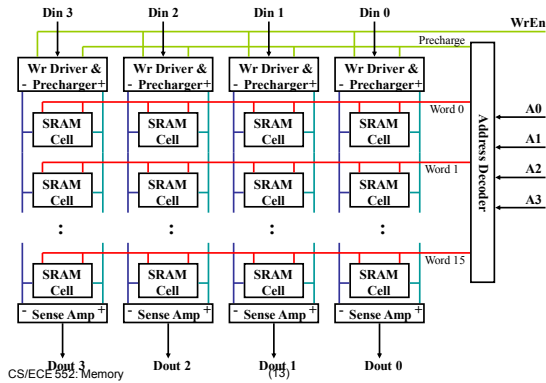 Din 3 Din 2 Din 1 Din 0
WrEn
Precharge
Wr Driver & Wr Driver & Wr Driver & Wr Driver &
- Precharger+ - Precharger+ - Precharger+ - Precharger+
Word 0
SRAM SRAM SRAM SRAM
Cell Cell Cell Cell
Word 1
SRAM SRAM SRAM SRAM
Cell Cell Cell Cell
: : : :
Word 15
SRAM SRAM SRAM SRAM
Cell Cell Cell Cell
- Sense Amp + - Sense Amp + - Sense Amp + - Sense Amp +
Address Decoder
A0
A1
A2
A3
Dout 3 Dout 2 Dout 1 Dout 0
CS/ECE 552: Memory (13)